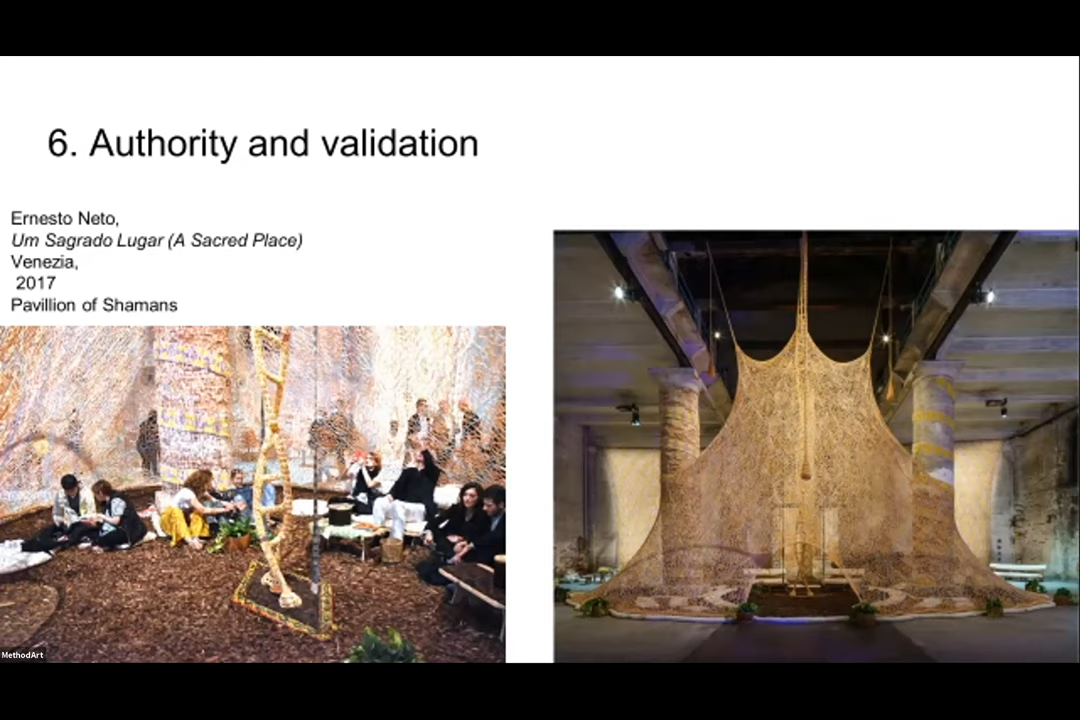 6. Authority and validation
Ernesto Neto,
Um Sagrado Lugar (A Sacred Place)
Venezia,
2017
Pavillion of Shamans
MethodArt